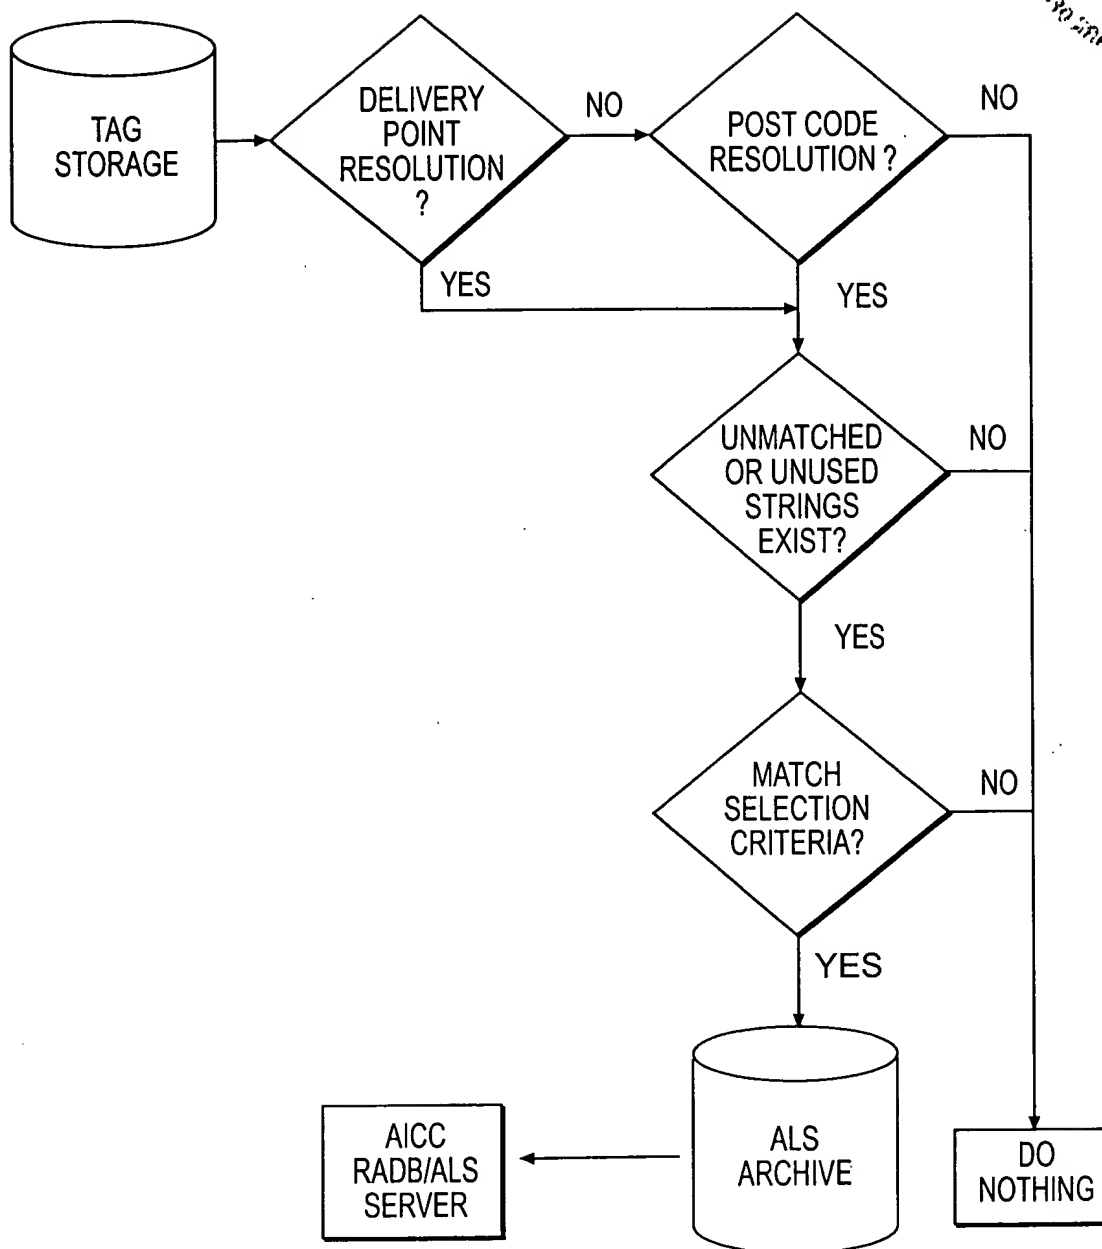 TAG
STORAGE
DELIVERY
POINT
RESOLUTION
?
NO
POST CODE
RESOLUTION ?
NO
YES
YES
UNMATCHED
OR UNUSED
STRINGS
EXIST?
NO
YES
MATCH
SELECTION
CRITERIA?
NO
YES
AICC
RADB/ALS
SERVER
ALS
ARCHIVE
DO
NOTHING